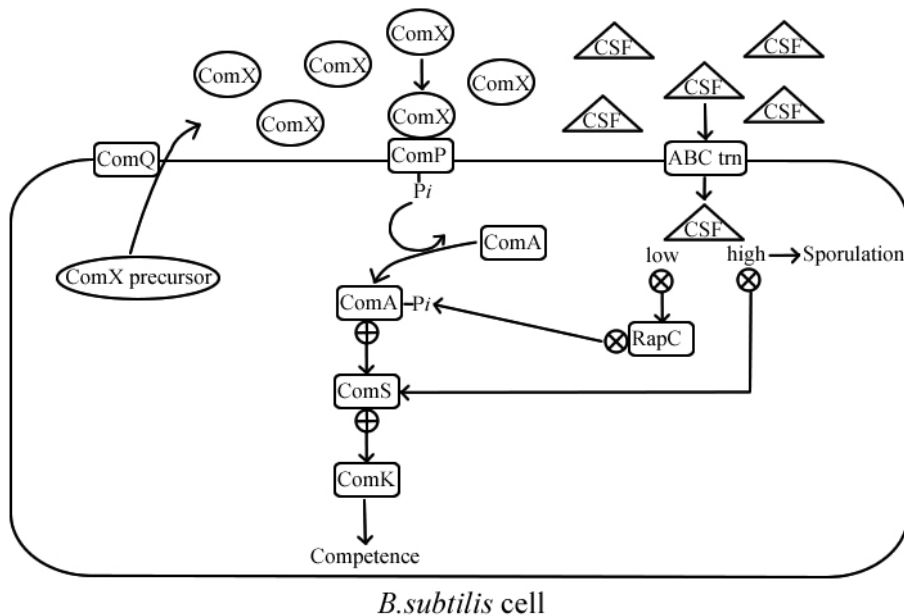 ComX
CSF
CSF
ComX
ComX
ComX
CSF
ComX
ComX
CSF
CSF
ComQ
ComP
ABC trn
Pi
CSF
ComA
low
high
Sporulation
ComX precursor
ComA
Pi
RapC
ComS
ComK
Competence
B.subtilis cell